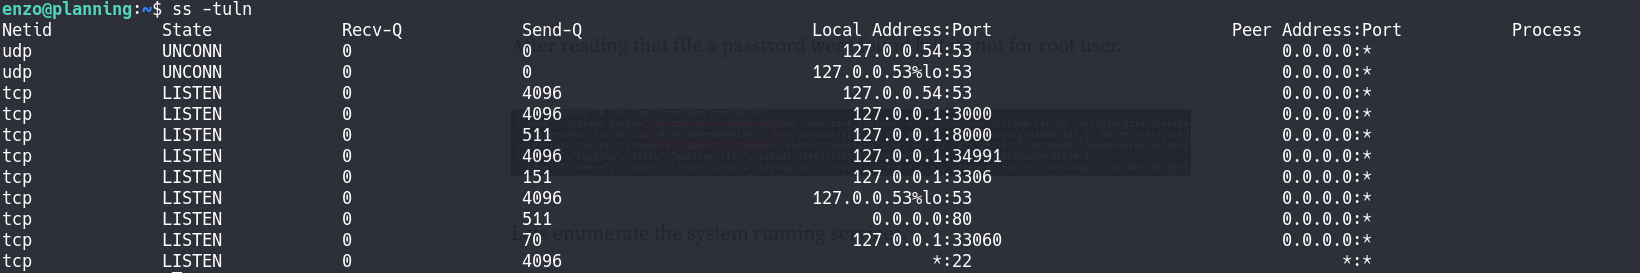 enzo@planning:~$ ss -tuln
Netid State Recv-Q Send-Q Local Address:Port Peer Address:Port Process
udp UNCONN 0 0 127.0.0.54:53 0.0.0.0:*
udp UNCONN 0 0 127.0.0.53%lo:53 0.0.0.0:*
tcp LISTEN 0 4096 127.0.0.54:53 0.0.0.0:*
tcp LISTEN 0 4096 127.0.0.1:3000 0.0.0.0:*
tcp LISTEN 0 511 127.0.0.1:8000 0.0.0.0:*
tcp LISTEN 0 4096 127.0.0.1:34991 0.0.0.0:*
tcp LISTEN 0 151 127.0.0.1:3306 0.0.0.0:*
tcp LISTEN 0 4096 127.0.0.53%lo:53 0.0.0.0:*
tcp LISTEN 0 511 0.0.0.0:80 0.0.0.0:*
tcp LISTEN 0 70 127.0.0.1:33060 0.0.0.0:*
tcp LISTEN 0 4096 *:22 *:*
After reading that file a password not for root user.
enumerate the system running